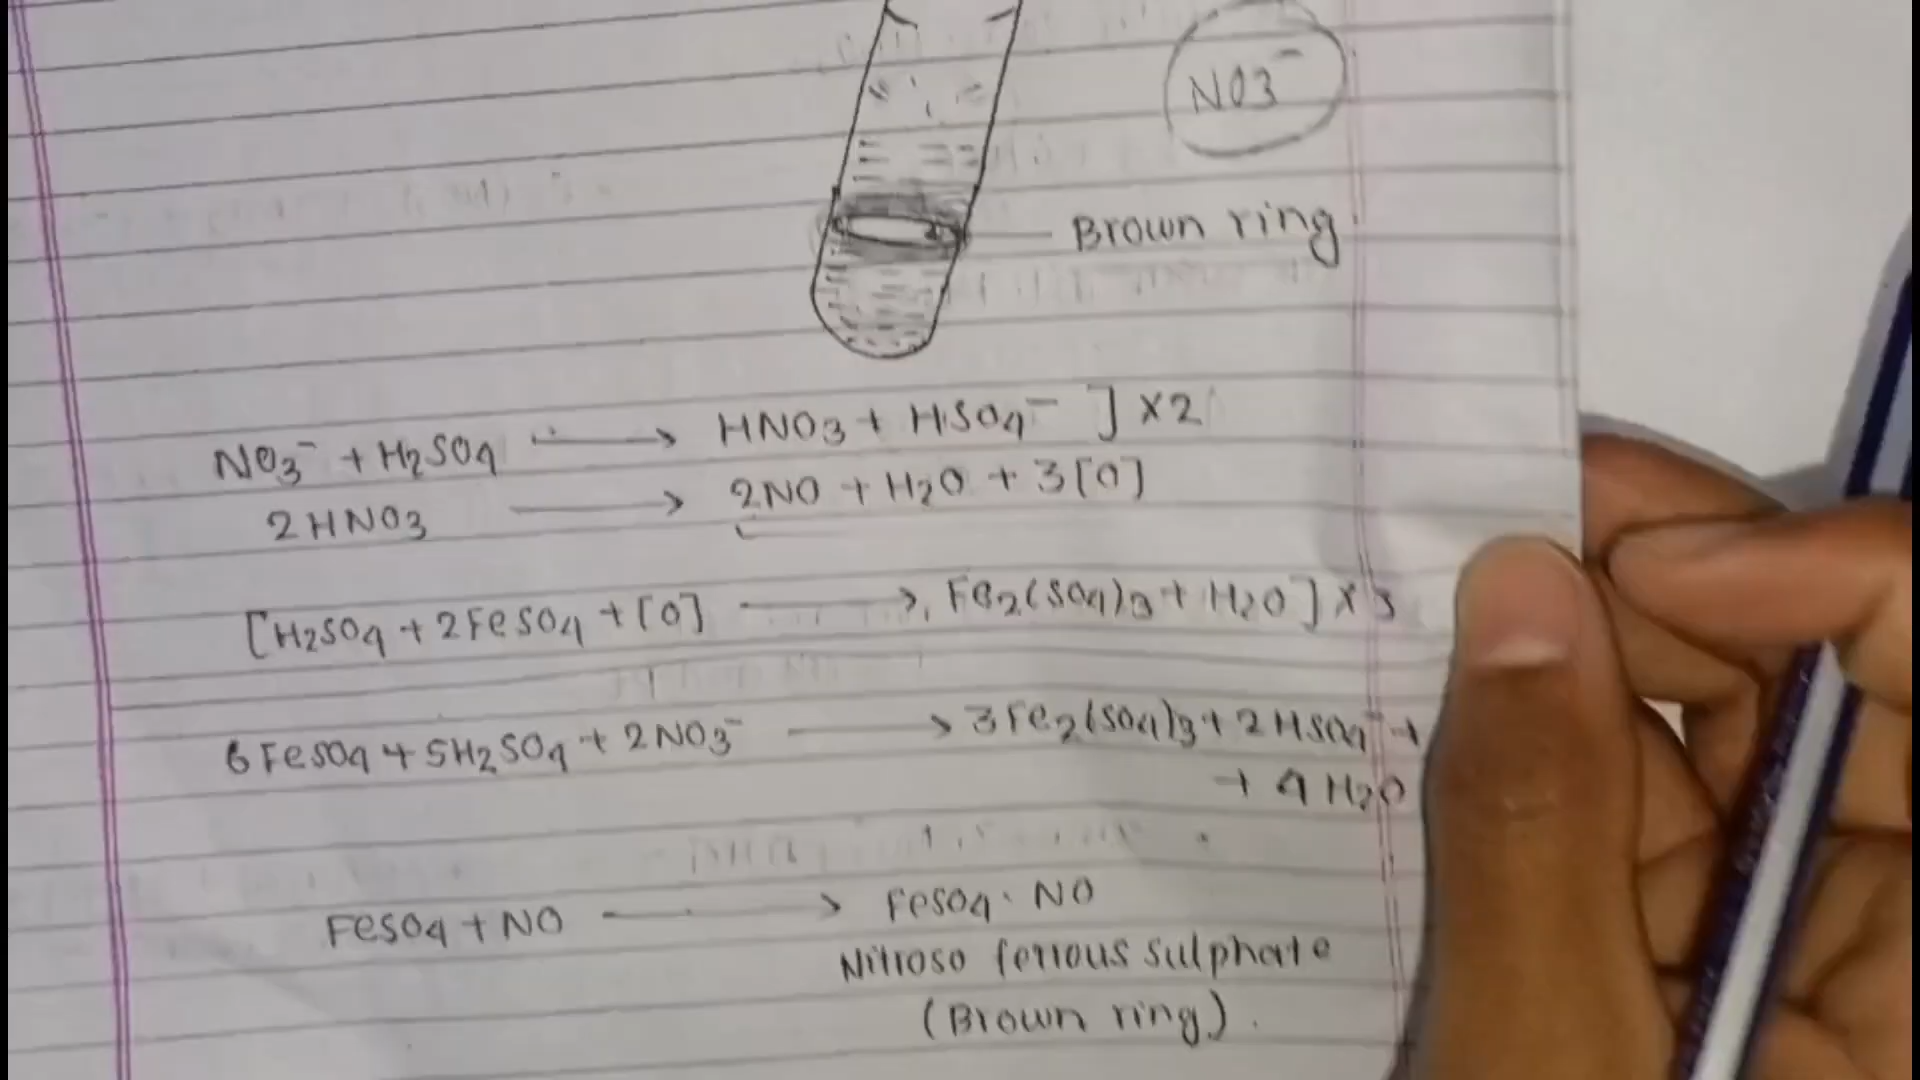 NO3⁻
Brown ring
NO3⁻ + H2SO4 → HNO3 + HSO4⁻ ] × 2
2HNO3 → 2NO + H2O + 3[O]
[H2SO4 + 2FeSO4 + [O] → Fe2(SO4)3 + H2O ] × 3
6FeSO4 + 5H2SO4 + 2NO3⁻ → 3Fe2(SO4)3 + 2HSO4⁻ +
+ 4H2O
FeSO4 + NO → FeSO4 · NO
Nitroso ferrous sulphate
(Brown ring).